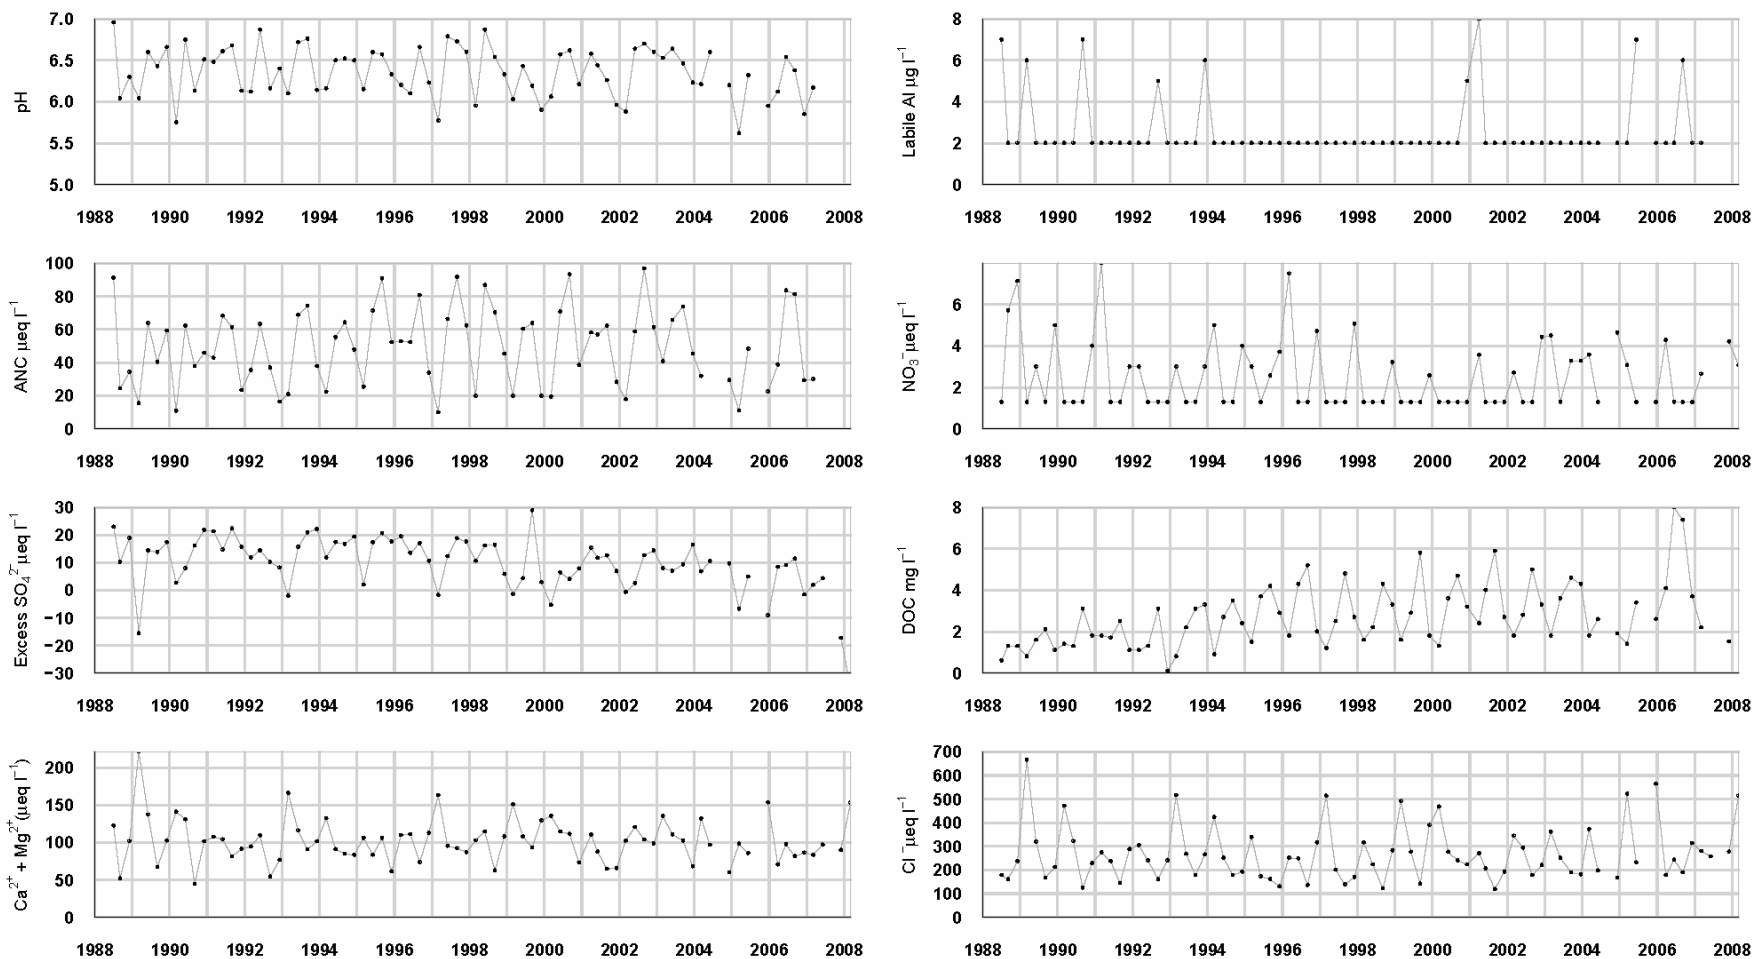 pH
7.0
6.5
6.0
5.5
5.0
1988 1990 1992 1994 1996 1998 2000 2002 2004 2006 2008
Labile Al µg l⁻¹
8
6
4
2
0
1988 1990 1992 1994 1996 1998 2000 2002 2004 2006 2008
ANC µeq l⁻¹
100
80
60
40
20
0
1988 1990 1992 1994 1996 1998 2000 2002 2004 2006 2008
NO₃⁻µeq l⁻¹
6
4
2
0
1988 1990 1992 1994 1996 1998 2000 2002 2004 2006 2008
Excess SO₄²⁻µeq l⁻¹
30
20
10
0
−10
−20
−30
1988 1990 1992 1994 1996 1998 2000 2002 2004 2006 2008
DOC mg l⁻¹
8
6
4
2
0
1988 1990 1992 1994 1996 1998 2000 2002 2004 2006 2008
Ca²⁺ + Mg²⁺ (µeq l⁻¹)
200
150
100
50
0
1988 1990 1992 1994 1996 1998 2000 2002 2004 2006 2008
Cl⁻µeq l⁻¹
700
600
500
400
300
200
100
0
1988 1990 1992 1994 1996 1998 2000 2002 2004 2006 2008